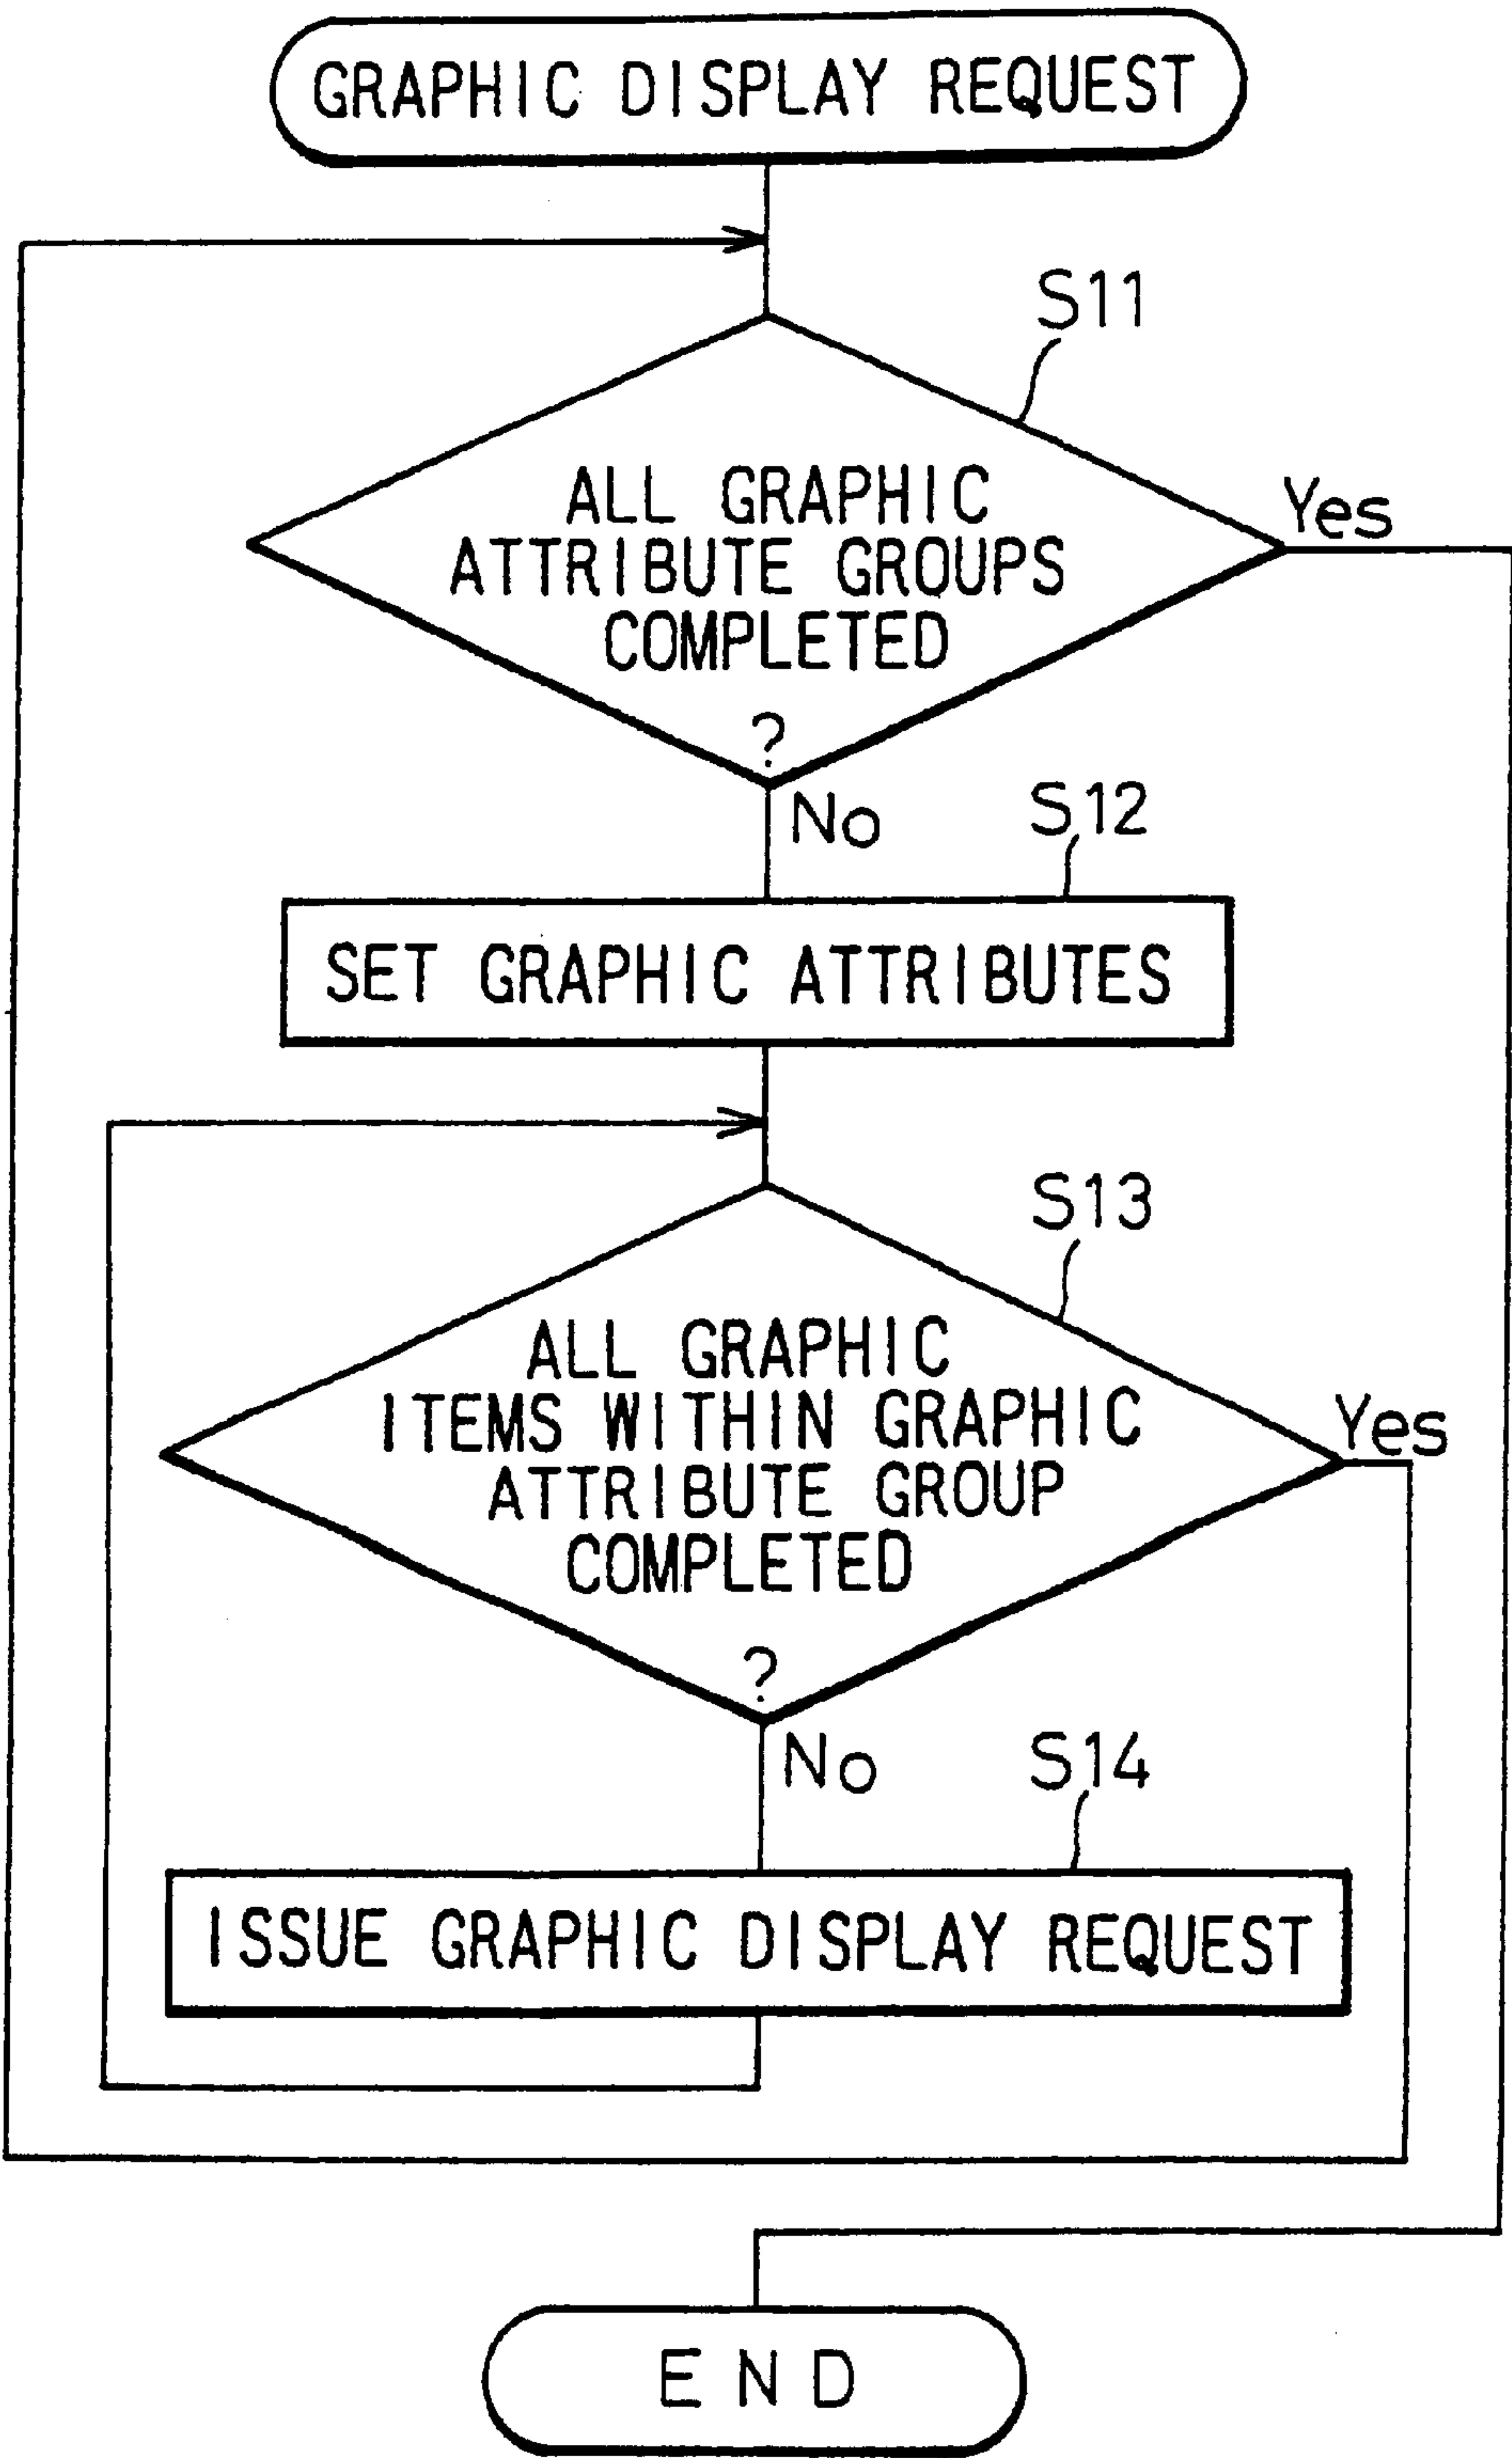 GRAPHIC DISPLAY REQUEST
S11
ALL GRAPHIC
ATTRIBUTE GROUPS
COMPLETED
?
Yes
No
S12
SET GRAPHIC ATTRIBUTES
S13
ALL GRAPHIC
ITEMS WITHIN GRAPHIC
ATTRIBUTE GROUP
COMPLETED
?
Yes
No
S14
ISSUE GRAPHIC DISPLAY REQUEST
END